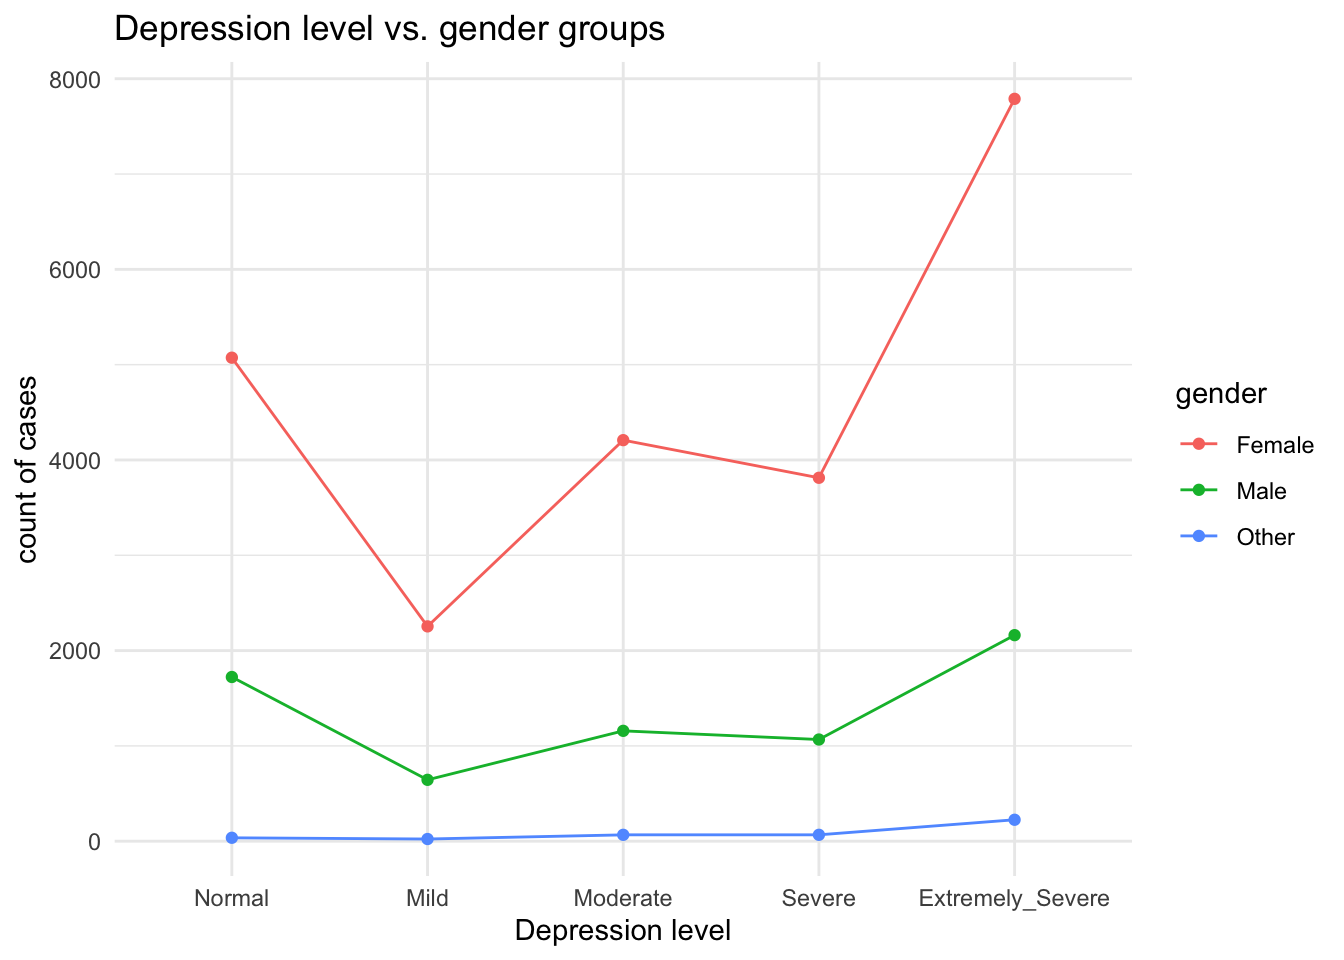 Depression level vs. gender groups
8000
6000
4000
2000
0
count of cases
Normal Mild Moderate Severe Extremely_Severe
Depression level
gender
Female
Male
Other